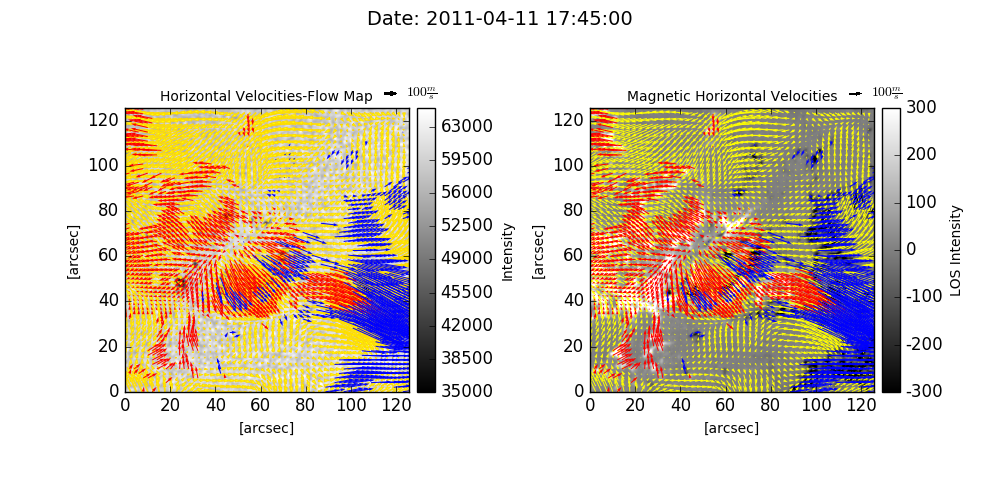 Date: 2011-04-11 17:45:00
Horizontal Velocities-Flow Map
100 m/s
120
100
80
60
40
20
0
0 20 40 60 80 100 120
[arcsec]
[arcsec]
63000
59500
56000
52500
49000
45500
42000
38500
35000
Intensity
Magnetic Horizontal Velocities
100 m/s
120
100
80
60
40
20
0
0 20 40 60 80 100 120
[arcsec]
[arcsec]
300
200
100
0
-100
-200
-300
LOS Intensity